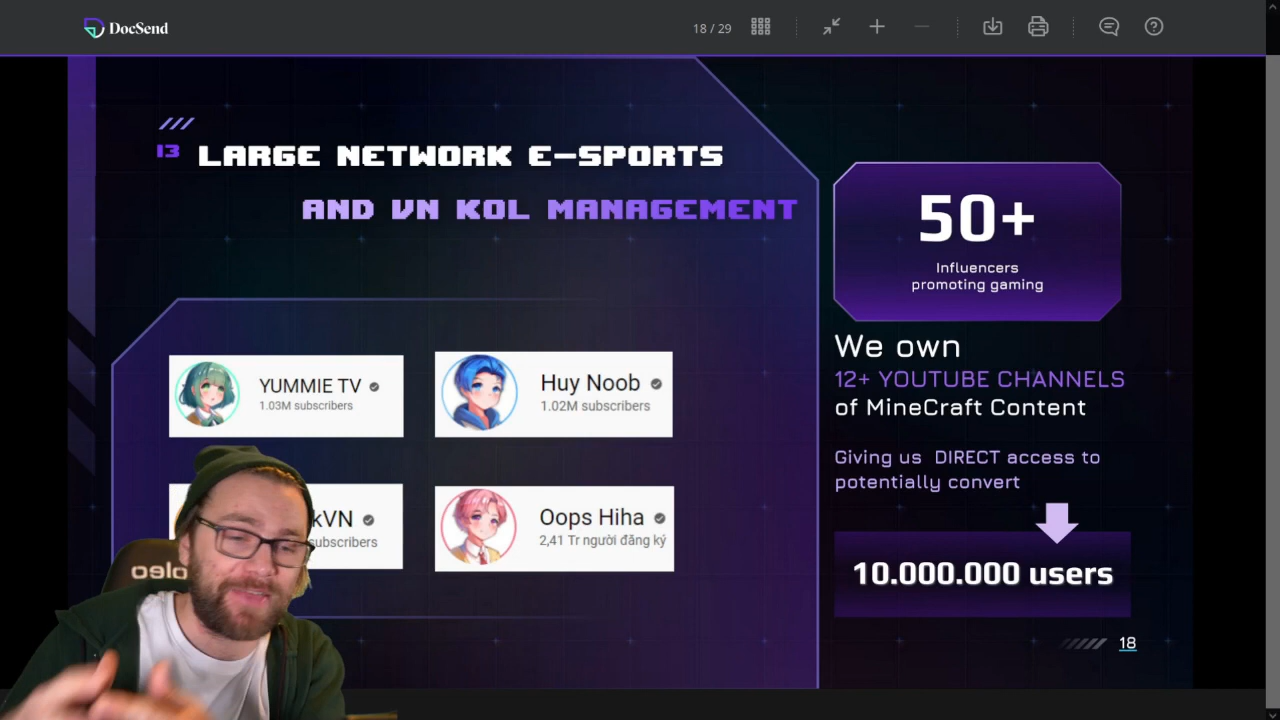 DocSend
18 / 29
13 LARGE NETWORK E-SPORTS
AND VN KOL MANAGEMENT
YUMMIE TV
1.03M subscribers
Huy Noob
1.02M subscribers
kVN
subscribers
Oops Hiha
2,41 Tr người đăng ký
50+
Influencers
promoting gaming
We own
12+ YOUTUBE CHANNELS
of MineCraft Content
Giving us DIRECT access to
potentially convert
10.000.000 users
18